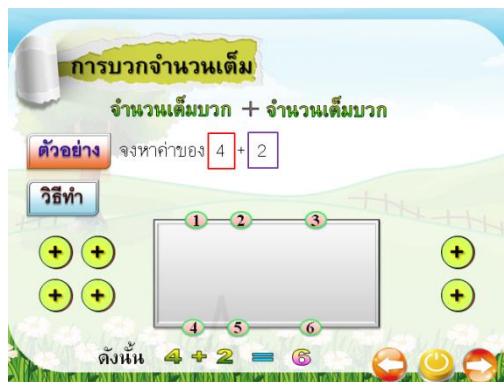 การบวกจำนวนเต็ม
จำนวนเต็มบวก + จำนวนเต็มบวก
ตัวอย่าง จงหาค่าของ 4 + 2
วิธีทำ
1 2 3
+ + +
+ + +
4 5 6
ดังนั้น 4 + 2 = 6